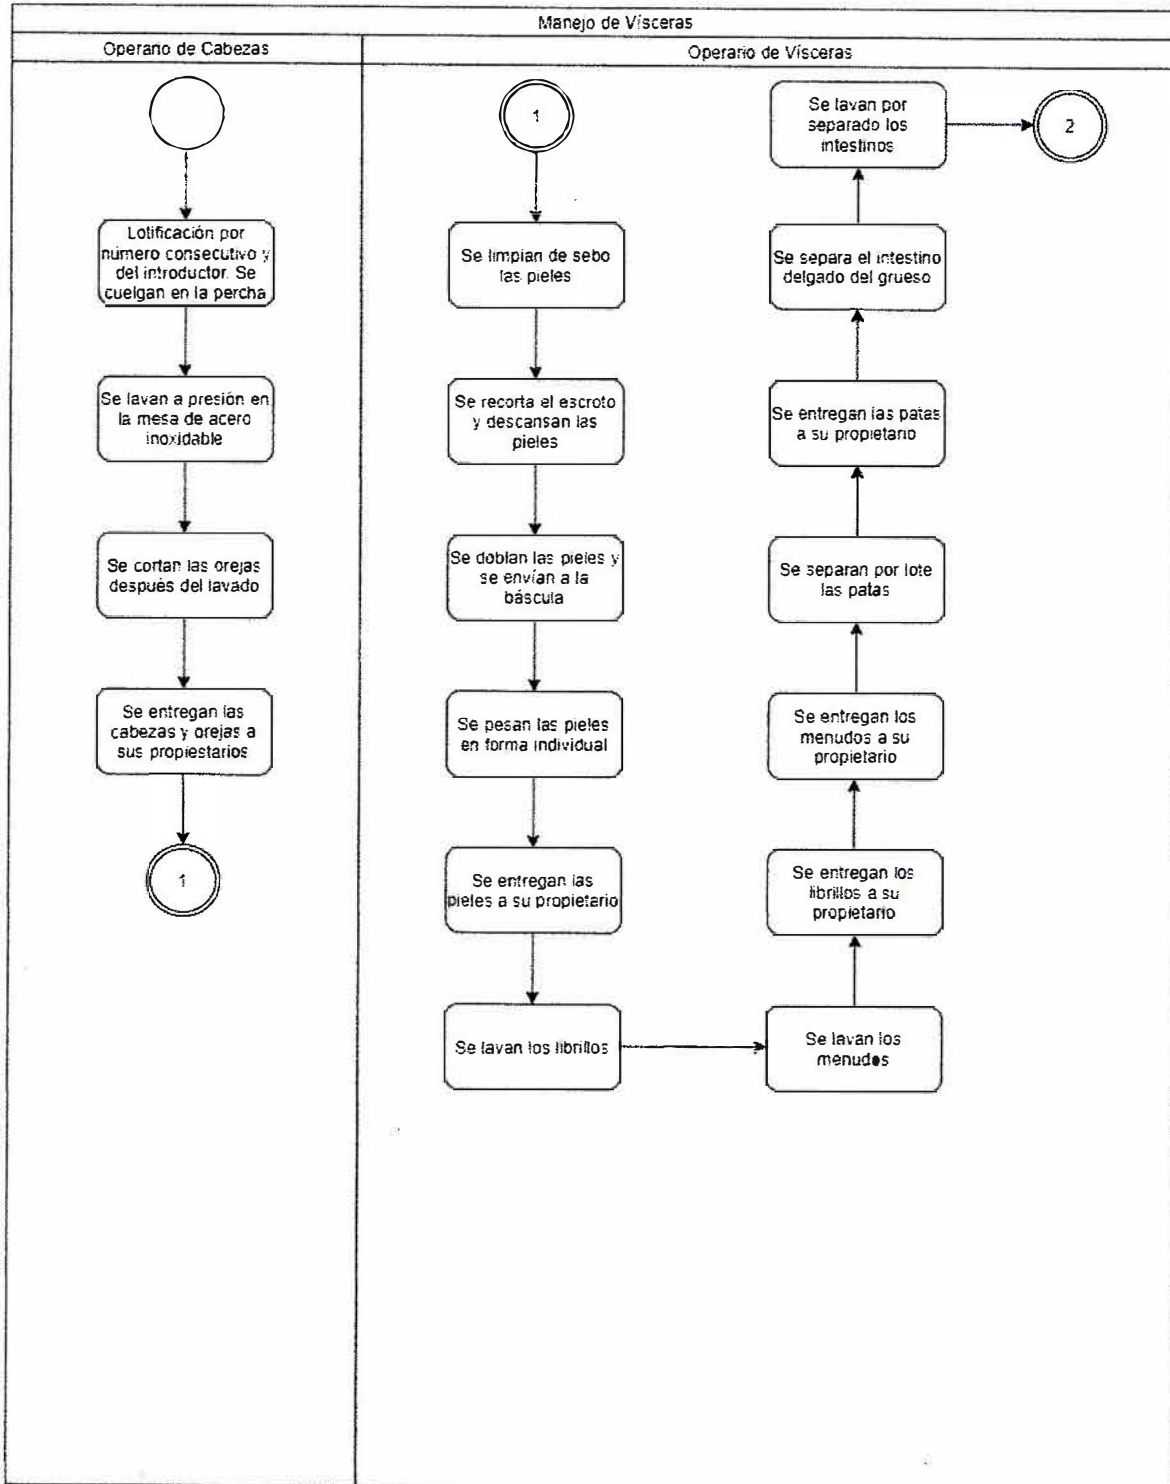 Manejo de Vísceras
Operario de Cabezas
Operario de Vísceras
Lotificación por
número consecutivo y
del introductor. Se
cuelgan en la percha
Se lavan a presión en
la mesa de acero
inoxidable
Se cortan las orejas
después del lavado
Se entregan las
cabezas y orejas a
sus propiestarios
1
1
Se limpian de sebo
las pieles
Se recorta el escroto
y descansan las
pieles
Se doblan las pieles y
se envían a la
báscula
Se pesan las pieles
en forma individual
Se entregan las
pieles a su propietario
Se lavan los librillos
Se lavan los
menudos
Se entregan los
librillos a su
propietario
Se entregan los
menudos a su
propietario
Se separan por lote
las patas
Se entregan las patas
a su propietario
Se separa el intestino
delgado del grueso
Se lavan por
separado los
intestinos
2